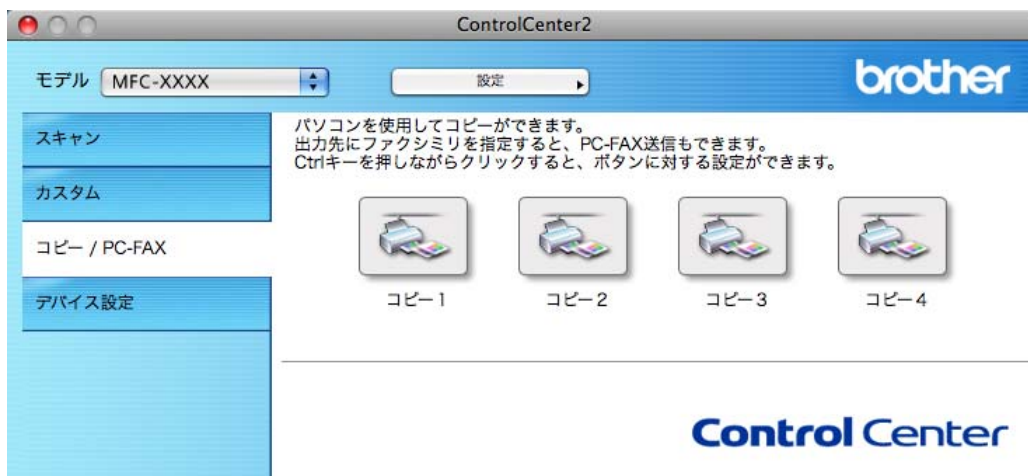 ControlCenter2
モデル MFC-XXXX 設定 brother
スキャン
カスタム
コピー / PC-FAX
デバイス設定
パソコンを使用してコピーができます。
出力先にファクシミリを指定すると、PC-FAX送信もできます。
Ctrlキーを押しながらクリックすると、ボタンに対する設定ができます。
コピー1 コピー2 コピー3 コピー4
Control Center